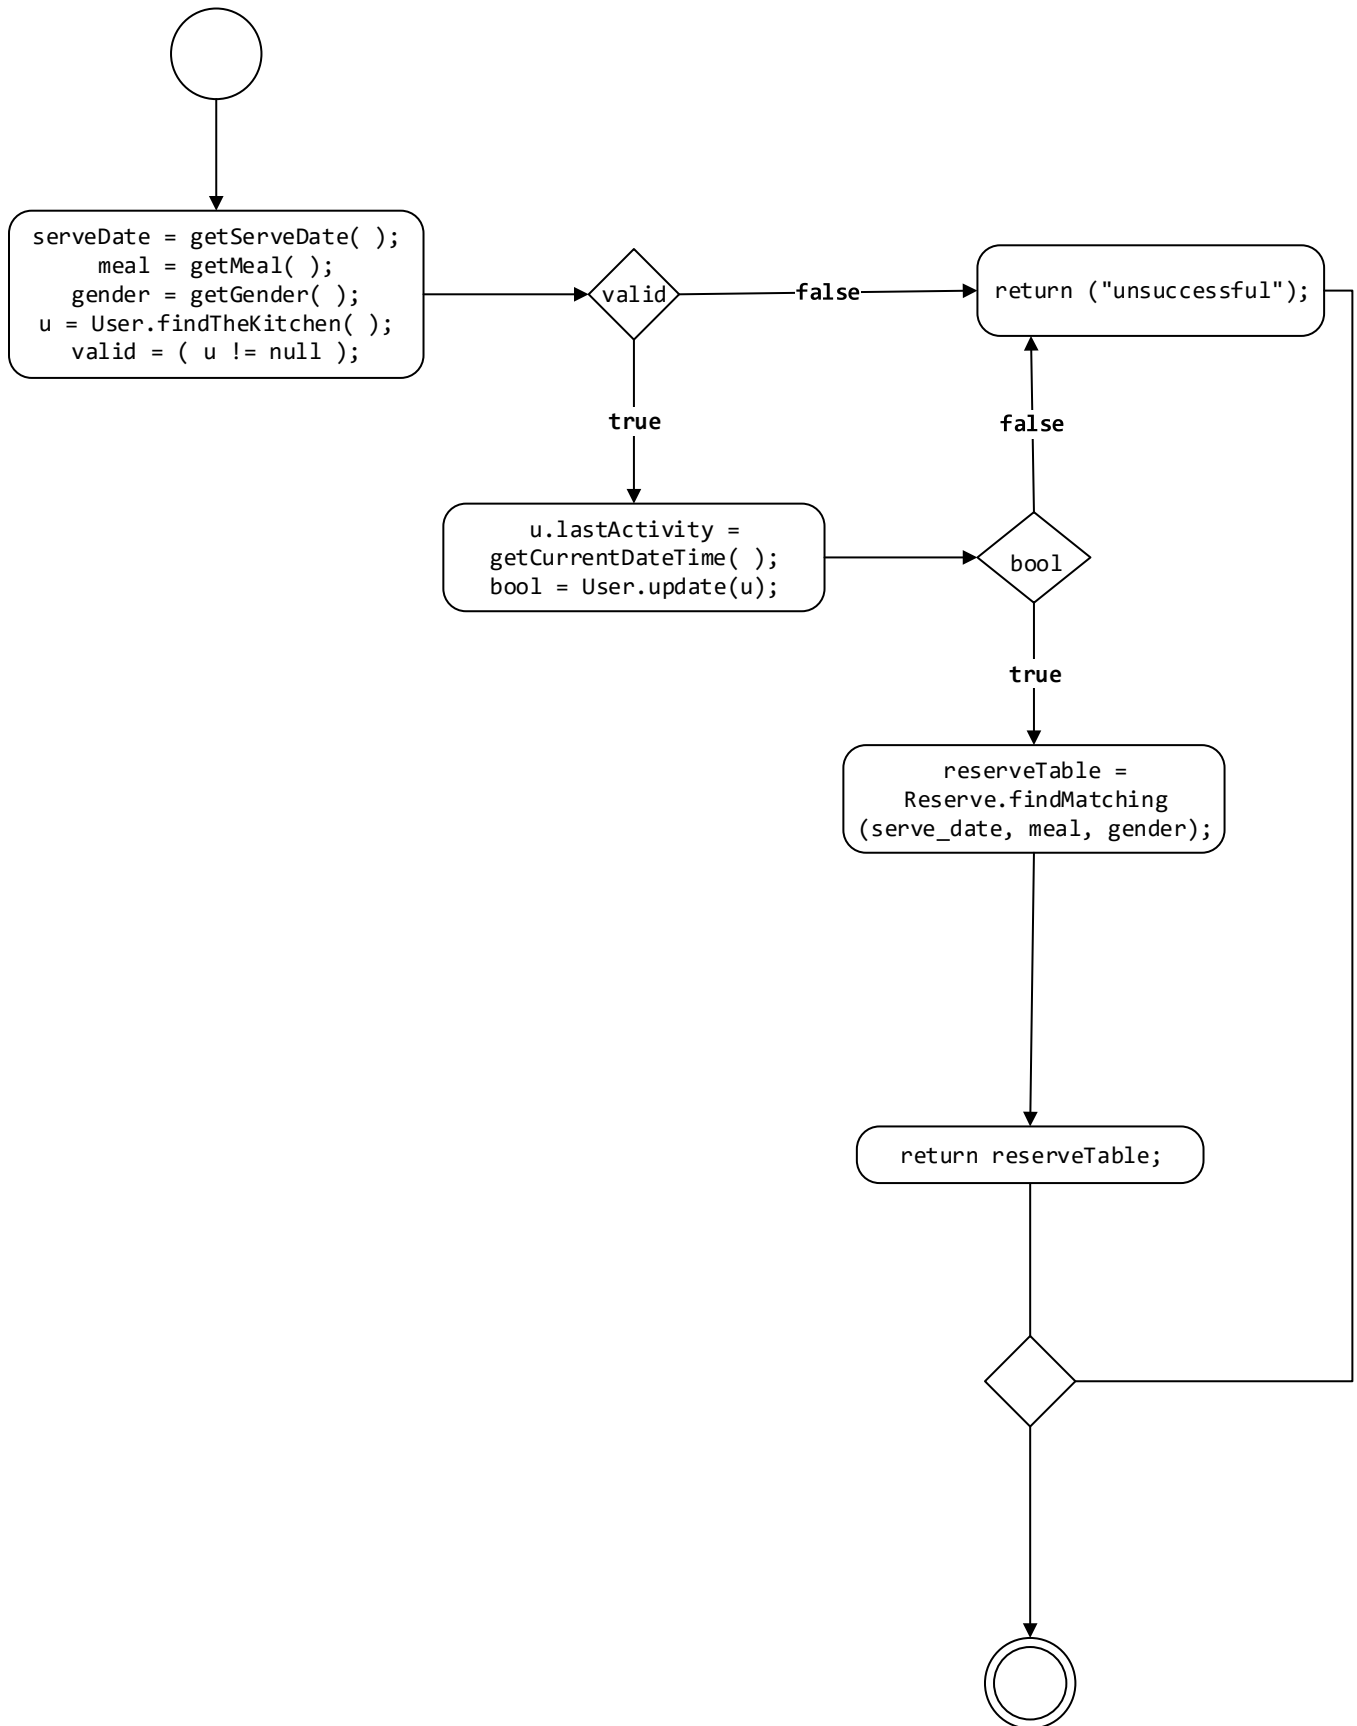 serveDate = getServeDate( );
meal = getMeal( );
gender = getGender( );
u = User.findTheKitchen( );
valid = ( u != null );
valid
false
return ("unsuccessful");
true
false
u.lastActivity =
getCurrentDateTime( );
bool = User.update(u);
bool
true
reserveTable =
Reserve.findMatching
(serve_date, meal, gender);
return reserveTable;